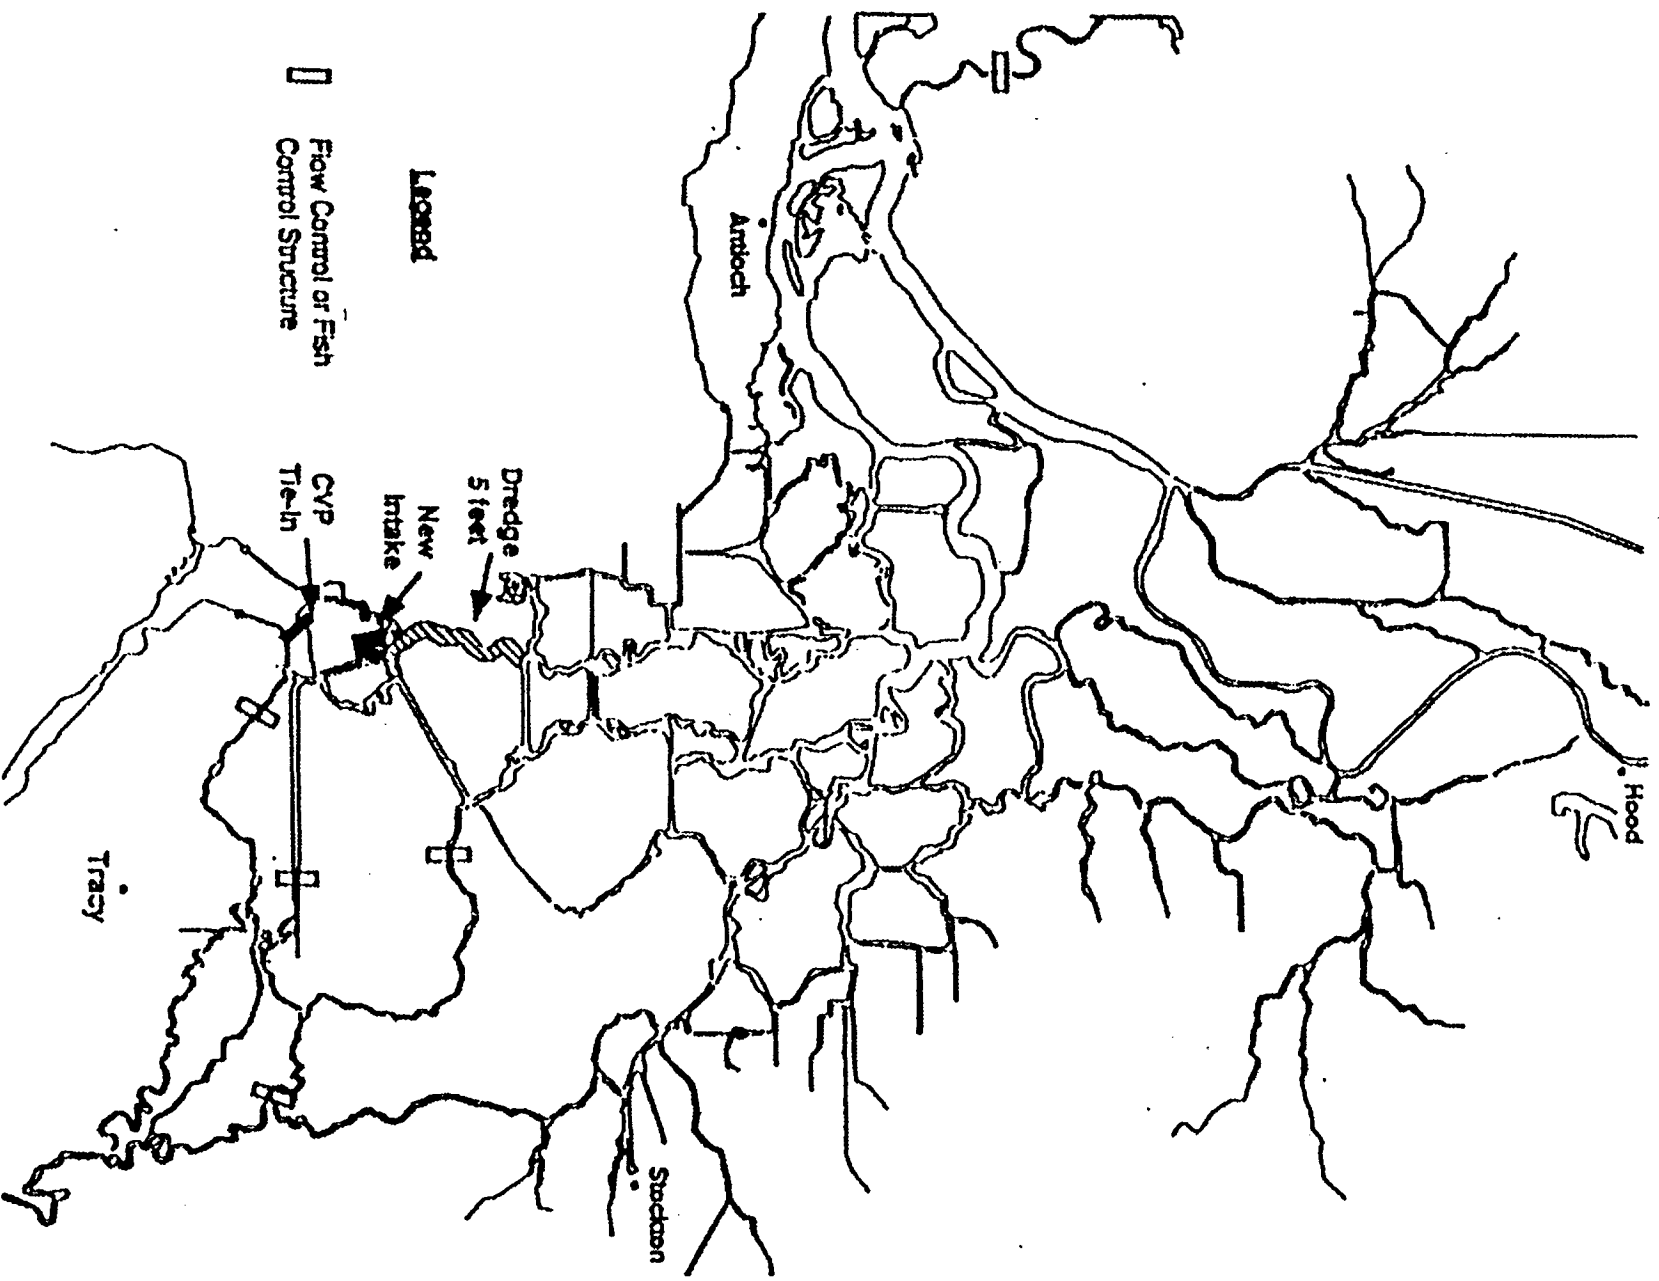 Hood
Antioch
Stockton
Dredge
5 feet
New
Intake
CVP
Tie-In
Tracy
Legend
Flow Control or Fish
Control Structure